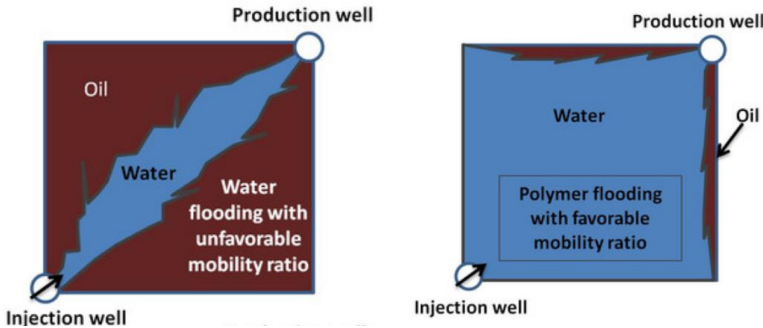 Production well
Oil
Water
Water
flooding with
unfavorable
mobility ratio
Injection well
Production well
Water
Oil
Polymer flooding
with favorable
mobility ratio
Injection well